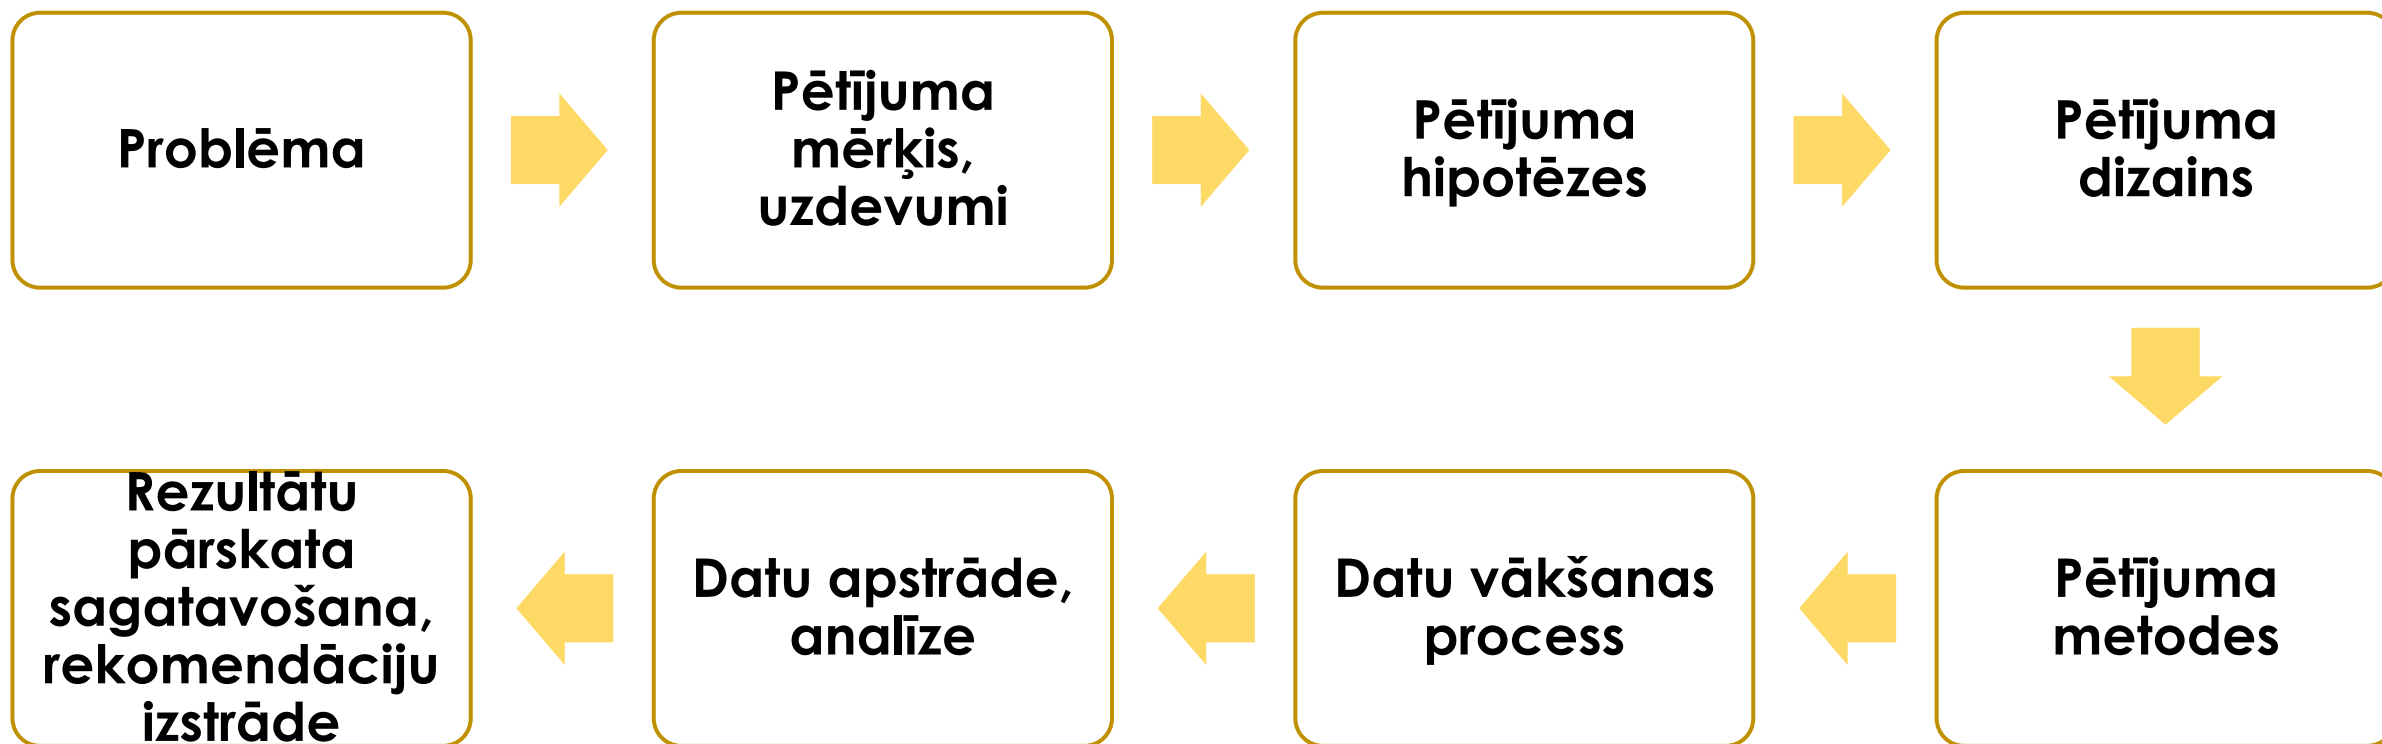 Problēma
Pētījuma
mērķis,
uzdevumi
Pētījuma
hipotēzes
Pētījuma
dizains
Pētījuma
metodes
Datu vākšanas
process
Datu apstrāde,
analīze
Rezultātu
pārskata
sagatavošana,
rekomendāciju
izstrāde